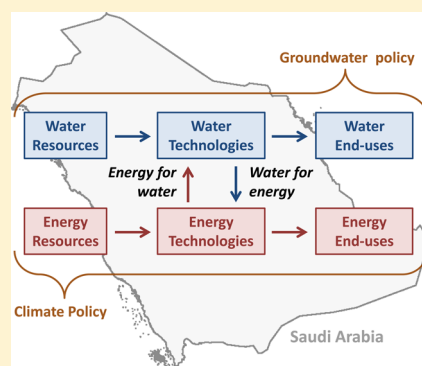 Groundwater policy
Water
Resources
Water
Technologies
Water
End-uses
Energy for
water
Water for
energy
Energy
Resources
Energy
Technologies
Energy
End-uses
Climate Policy
Saudi Arabia